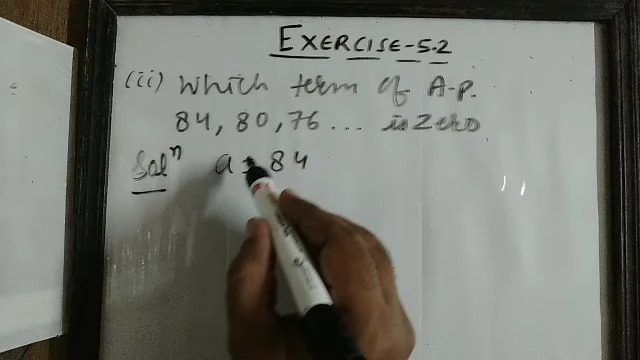 EXERCISE-5.2
(ii) Which term of A.P.
84, 80, 76 ... is Zero
Solⁿ a = 84